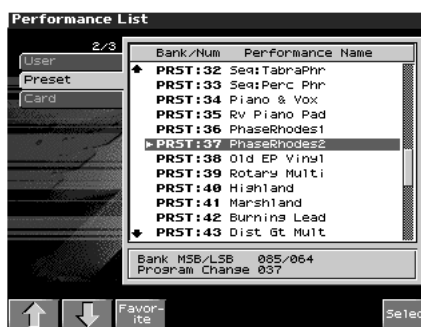 Performance List
2/3
User
Preset
Card
Bank/Num Performance Name
PRST:32 Seq:TabraPhr
PRST:33 Seq:Perc Phr
PRST:34 Piano & Vox
PRST:35 Rv Piano Pad
PRST:36 PhaseRhodes1
PRST:37 PhaseRhodes2
PRST:38 Old EP Vinyl
PRST:39 Rotary Multi
PRST:40 Highland
PRST:41 Marshland
PRST:42 Burning Lead
PRST:43 Dist Gt Mult
Bank MSB/LSB 085/064
Program Change 037
Favor-
ite
Selec